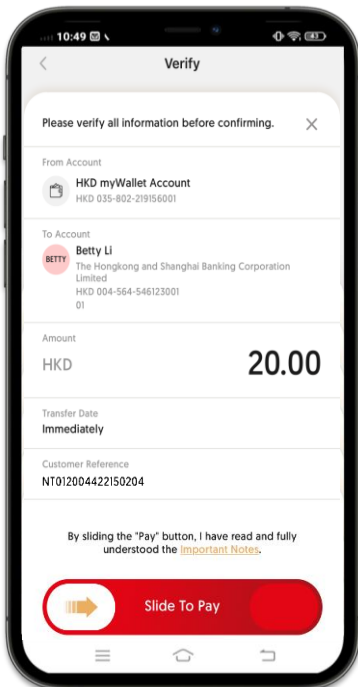 10:49
Verify
Please verify all information before confirming.
From Account
HKD myWallet Account
HKD 035-802-219156001
To Account
BETTY
Betty Li
The Hongkong and Shanghai Banking Corporation
Limited
HKD 004-564-546123001
01
Amount
HKD 20.00
Transfer Date
Immediately
Customer Reference
NT012004422150204
By sliding the "Pay" button, I have read and fully
understood the Important Notes.
Slide To Pay